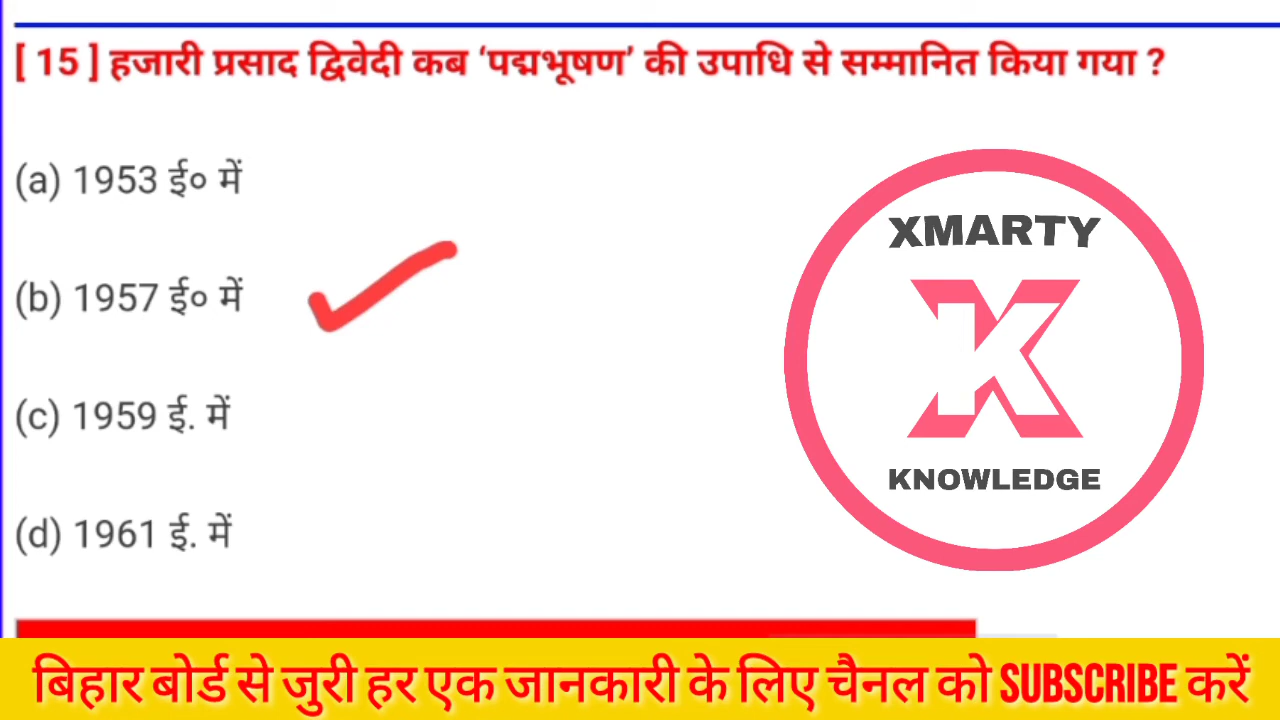 [ 15 ] हजारी प्रसाद द्विवेदी कब ‘पद्मभूषण’ की उपाधि से सम्मानित किया गया ?
(a) 1953 ई० में
(b) 1957 ई० में
(c) 1959 ई. में
(d) 1961 ई. में
XMARTY
K
KNOWLEDGE
बिहार बोर्ड से जुरी हर एक जानकारी के लिए चैनल को SUBSCRIBE करें